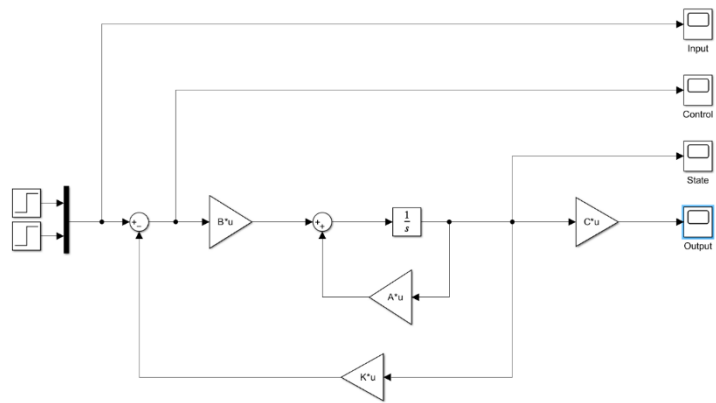 Input
Control
State
B*u
1
s
C*u
Output
A*u
K*u